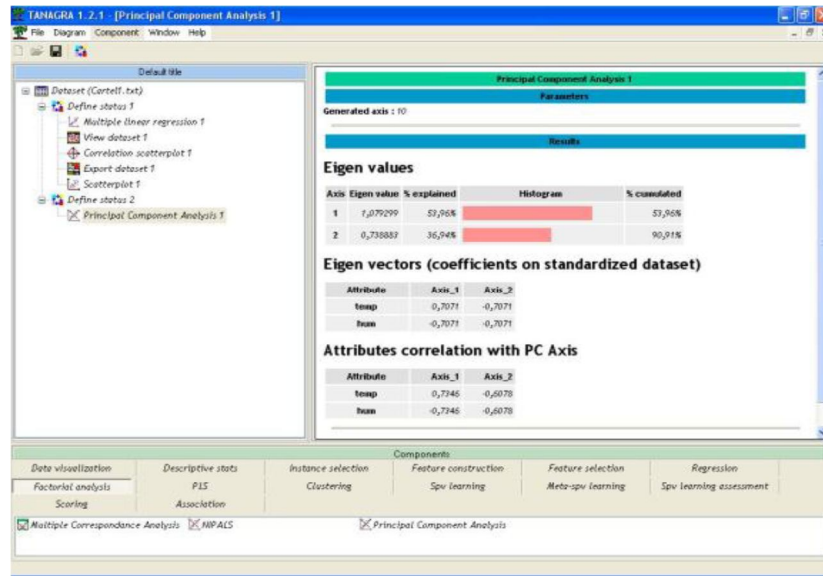 TANAGRA 1.2.1 - [Principal Component Analysis 1]
File Diagram Component Window Help
Default title
Dataset (Cartel1.txt)
Define status 1
Multiple linear regression 1
View dataset 1
Correlation scatterplot 1
Export dataset 1
Scatterplot 1
Define status 2
Principal Component Analysis 1
Principal Component Analysis 1
Parameters
Generated axis : 10
Results
Eigen values
Axis Eigen value % explained Histogram % cumulated
1 1,079299 53,96% 53,96%
2 0,738883 36,94% 90,91%
Eigen vectors (coefficients on standardized dataset)
Attribute Axis_1 Axis_2
temp 0,7071 -0,7071
hum -0,7071 -0,7071
Attributes correlation with PC Axis
Attribute Axis_1 Axis_2
temp 0,7346 -0,6078
hum -0,7346 -0,6078
Components
Data visualization Descriptive stats Instance selection Feature construction Feature selection Regression
Factorial analysis PLS Clustering Spv learning Meta-spv learning Spv learning assessment
Scoring Association
Multiple Correspondance Analysis NIPALS Principal Component Analysis